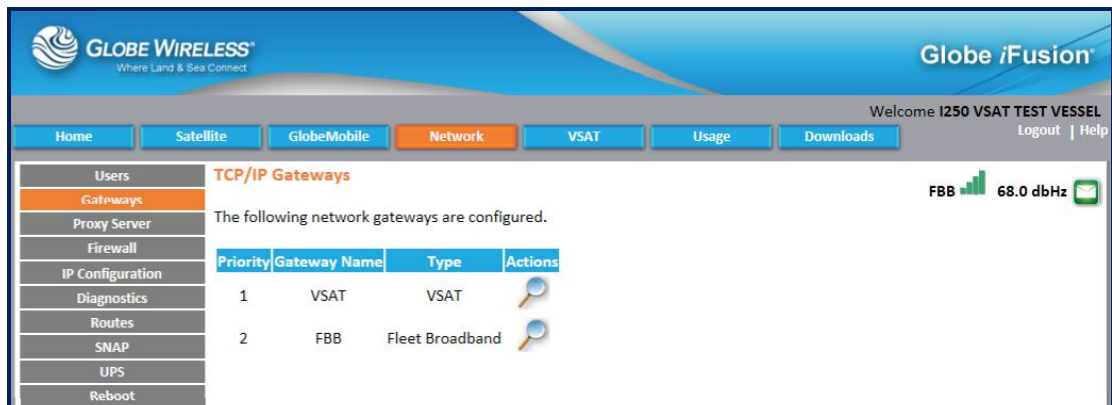 GLOBE WIRELESS®
Where Land & Sea Connect
Globe iFusion®
Welcome I250 VSAT TEST VESSEL
Logout | Help
Home Satellite GlobeMobile Network VSAT Usage Downloads
Users
Gateways
Proxy Server
Firewall
IP Configuration
Diagnostics
Routes
SNAP
UPS
Reboot
TCP/IP Gateways
FBB 68.0 dbHz
The following network gateways are configured.
Priority Gateway Name Type Actions
1 VSAT VSAT
2 FBB Fleet Broadband